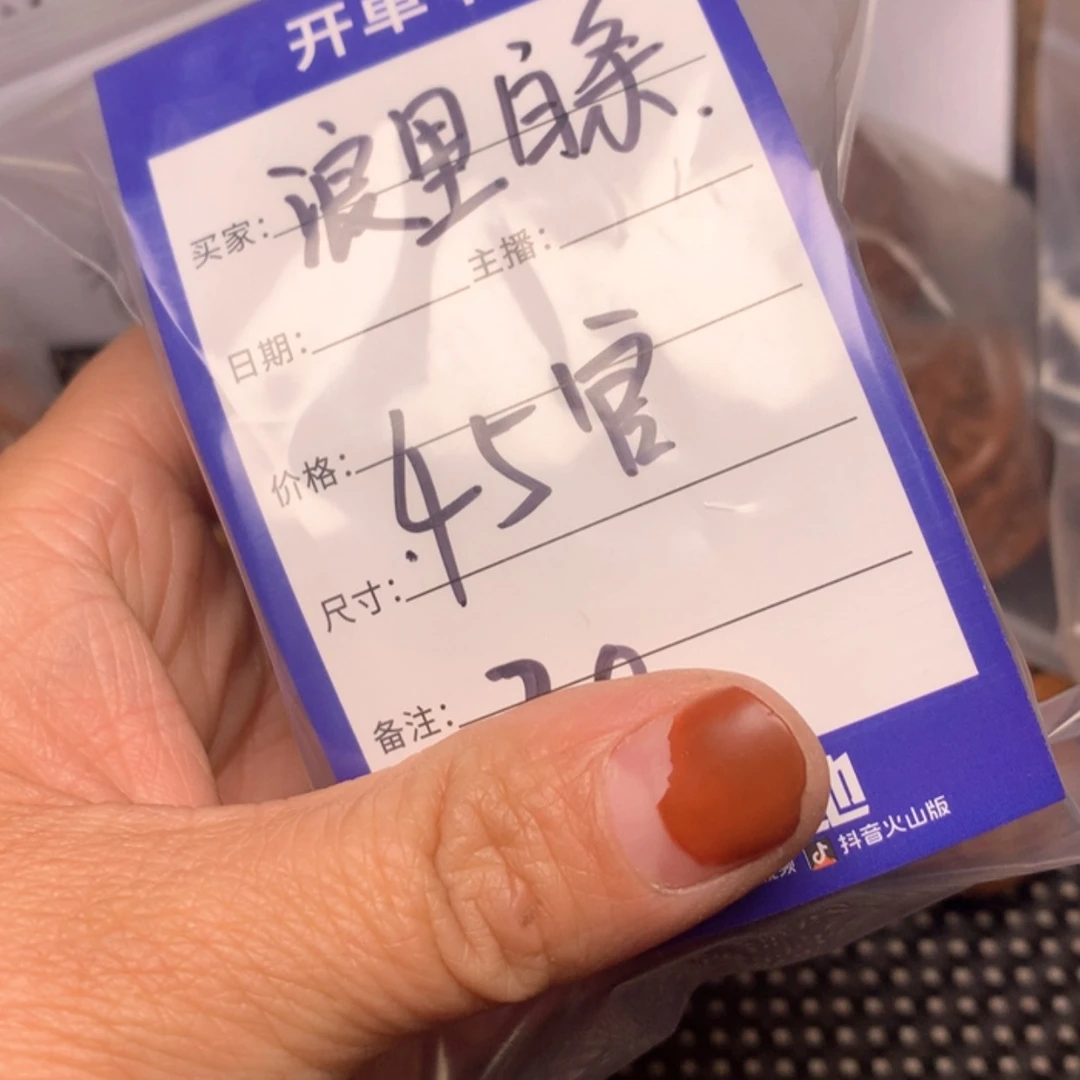 开单
买家：浪里白条.
日期： 主播：
价格：45官
尺寸：
备注：
抖音火山版